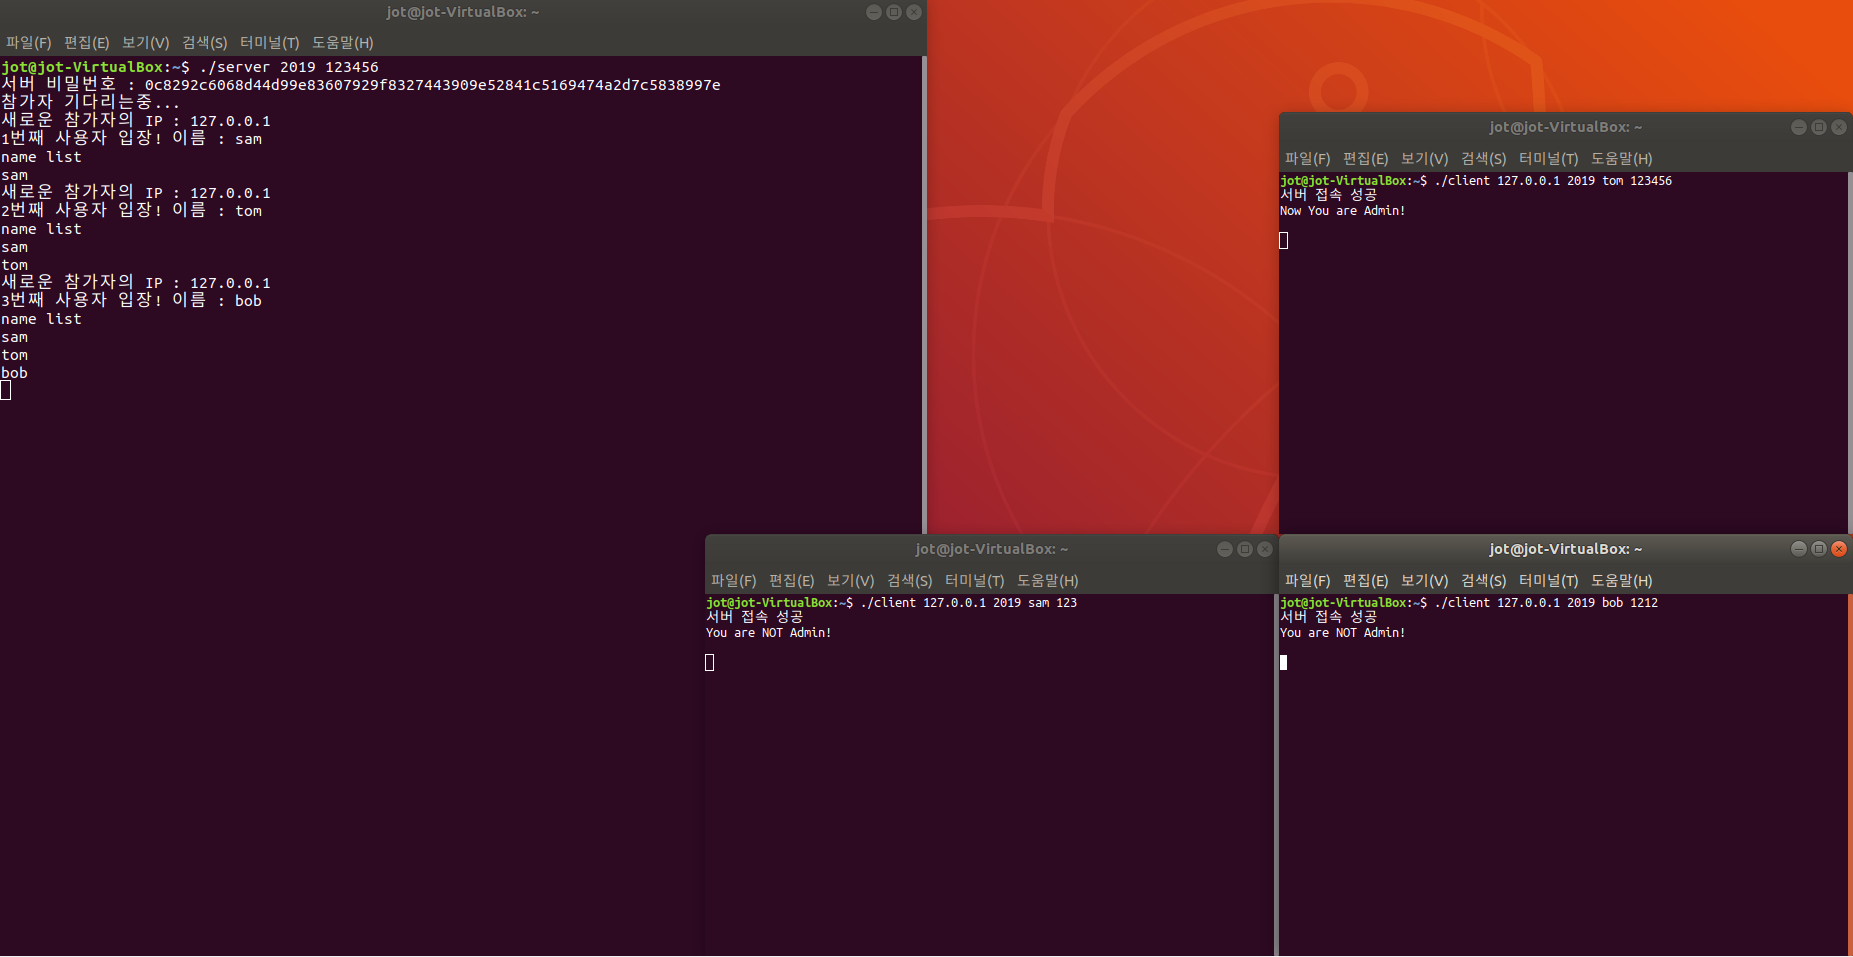 jot@jot-VirtualBox: ~
파일(F) 편집(E) 보기(V) 검색(S) 터미널(T) 도움말(H)
jot@jot-VirtualBox:~$ ./server 2019 123456
서버 비밀번호 : 0c8292c6068d44d99e83607929f8327443909e52841c5169474a2d7c5838997e
참가자 기다리는중...
새로운 참가자의 IP : 127.0.0.1
1번째 사용자 입장! 이름 : sam
name list
sam
새로운 참가자의 IP : 127.0.0.1
2번째 사용자 입장! 이름 : tom
name list
sam
tom
새로운 참가자의 IP : 127.0.0.1
3번째 사용자 입장! 이름 : bob
name list
sam
tom
bob
jot@jot-VirtualBox: ~
파일(F) 편집(E) 보기(V) 검색(S) 터미널(T) 도움말(H)
jot@jot-VirtualBox:~$ ./client 127.0.0.1 2019 tom 123456
서버 접속 성공
Now You are Admin!
jot@jot-VirtualBox: ~
파일(F) 편집(E) 보기(V) 검색(S) 터미널(T) 도움말(H)
jot@jot-VirtualBox:~$ ./client 127.0.0.1 2019 sam 123
서버 접속 성공
You are NOT Admin!
jot@jot-VirtualBox: ~
파일(F) 편집(E) 보기(V) 검색(S) 터미널(T) 도움말(H)
jot@jot-VirtualBox:~$ ./client 127.0.0.1 2019 bob 1212
서버 접속 성공
You are NOT Admin!